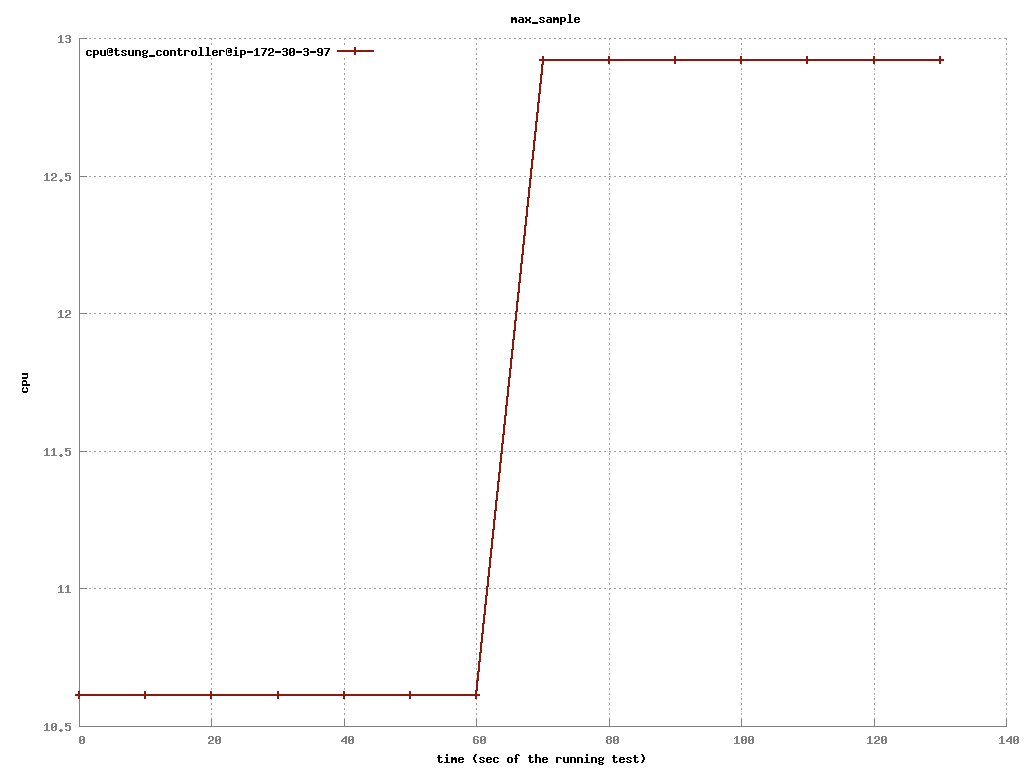 max_sample
13
cpu@tsung_controller@ip-172-30-3-97
12.5
12
11.5
11
10.5
cpu
0 20 40 60 80 100 120 140
time (sec of the running test)